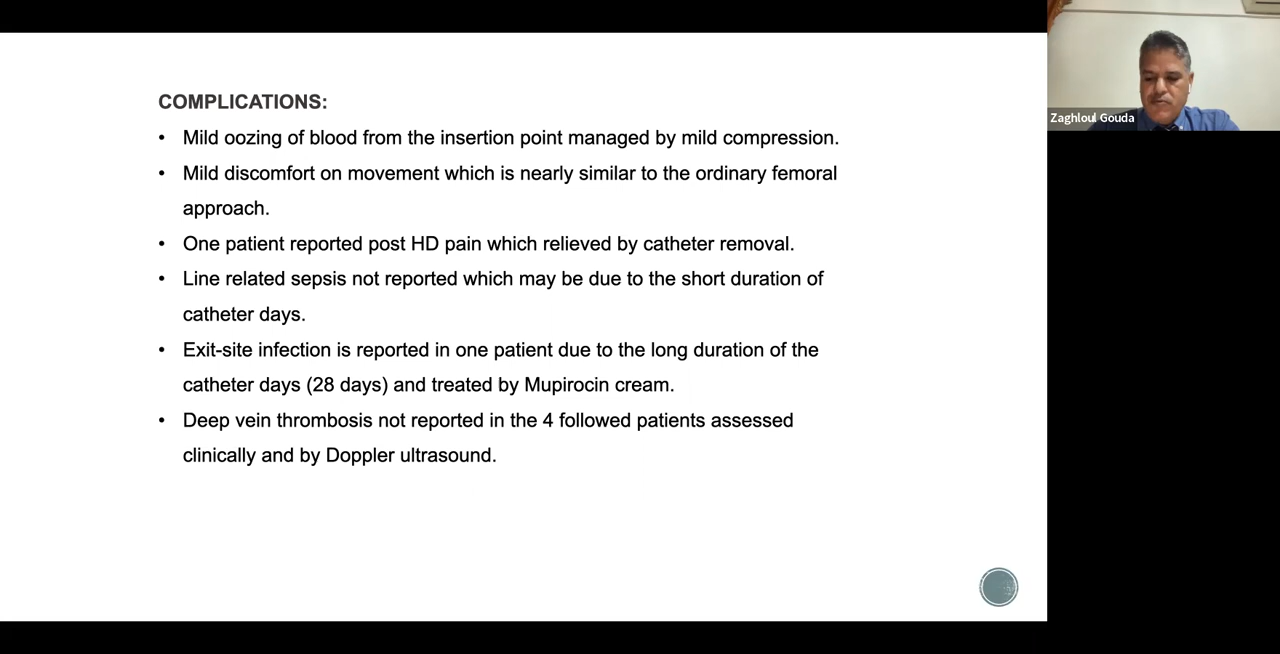 COMPLICATIONS:
• Mild oozing of blood from the insertion point managed by mild compression.
• Mild discomfort on movement which is nearly similar to the ordinary femoral
approach.
• One patient reported post HD pain which relieved by catheter removal.
• Line related sepsis not reported which may be due to the short duration of
catheter days.
• Exit-site infection is reported in one patient due to the long duration of the
catheter days (28 days) and treated by Mupirocin cream.
• Deep vein thrombosis not reported in the 4 followed patients assessed
clinically and by Doppler ultrasound.
Zaghloul Gouda